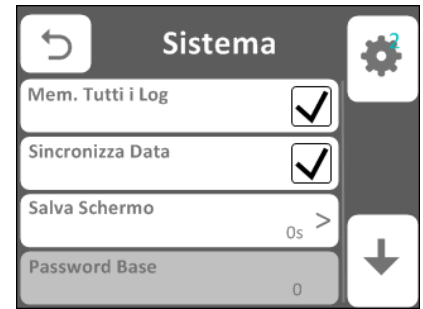 Sistema
2
Mem. Tutti i Log
Sincronizza Data
Salva Schermo
0s >
Password Base
0